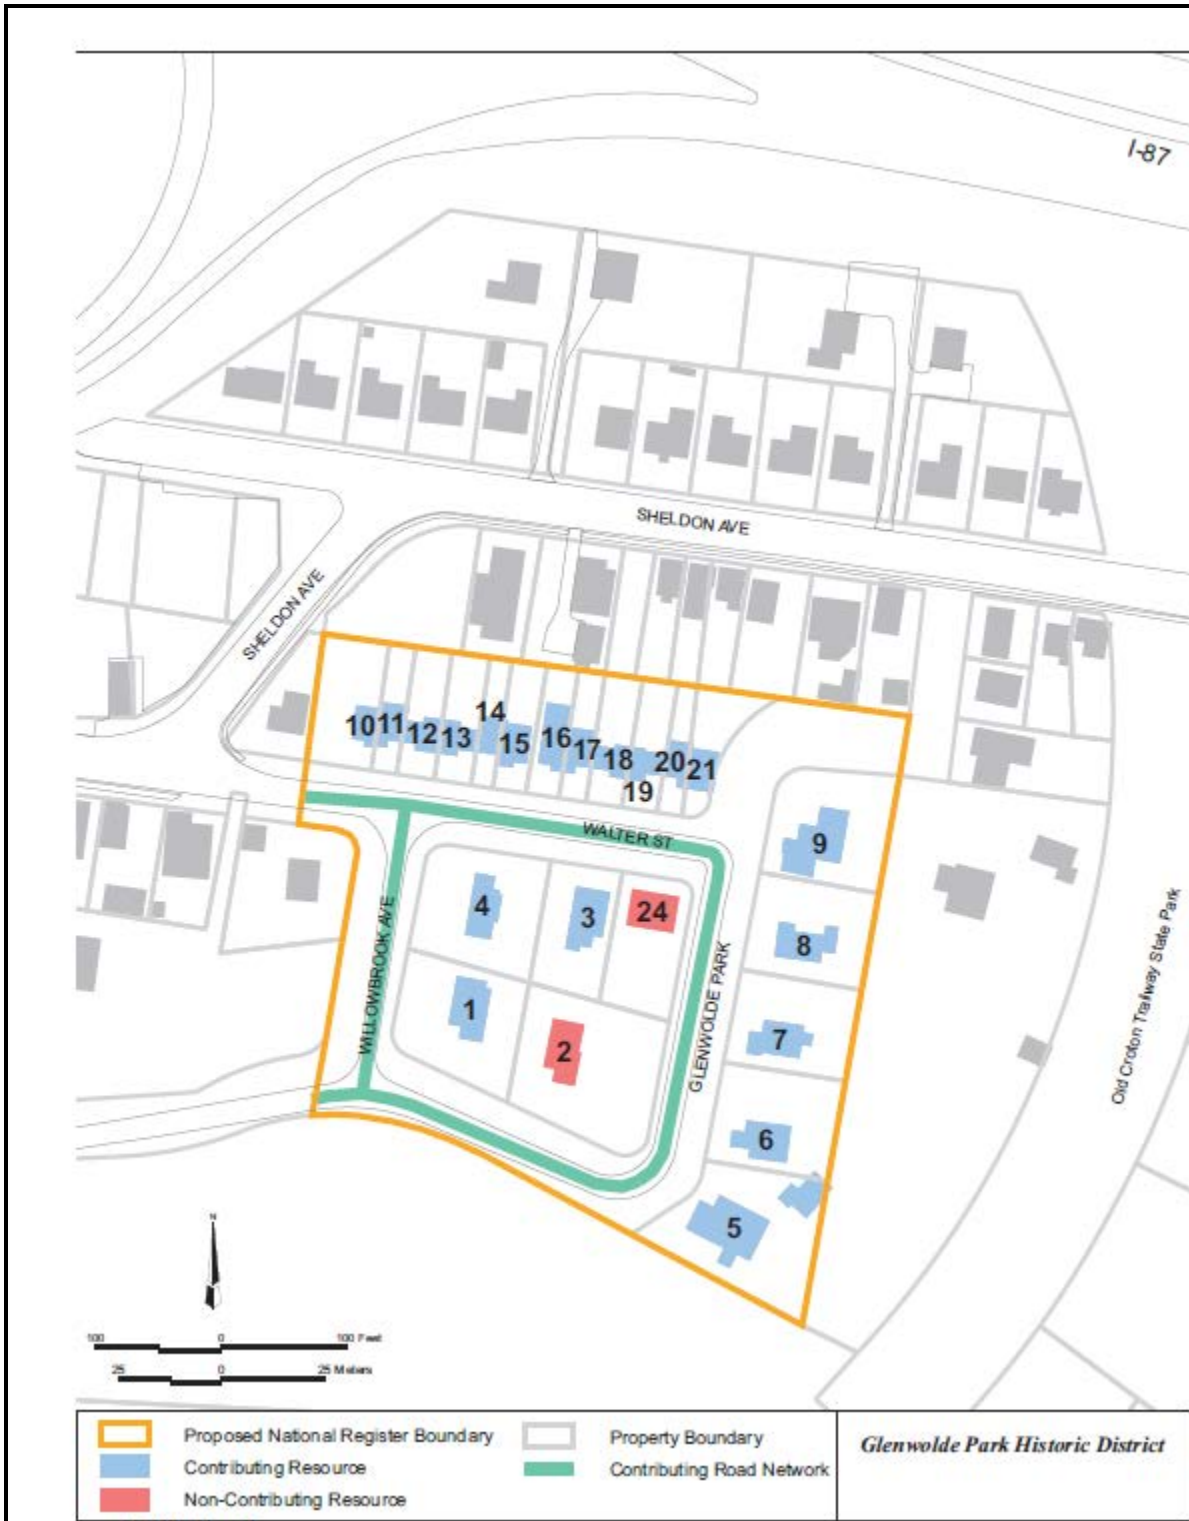 I-87
SHELDON AVE
SHELDON AVE
14
10
11
12
13
15
16
17
18
20
21
19
WALTER ST
9
4
3
24
8
WILLOWBROOK AVE
1
2
GLENWOLDE PARK
7
6
5
Old Croton Trailway State Park
N
100 0 100 Feet
25 0 25 Meters
Proposed National Register Boundary
Contributing Resource
Non-Contributing Resource
Property Boundary
Contributing Road Network
Glenwolde Park Historic District